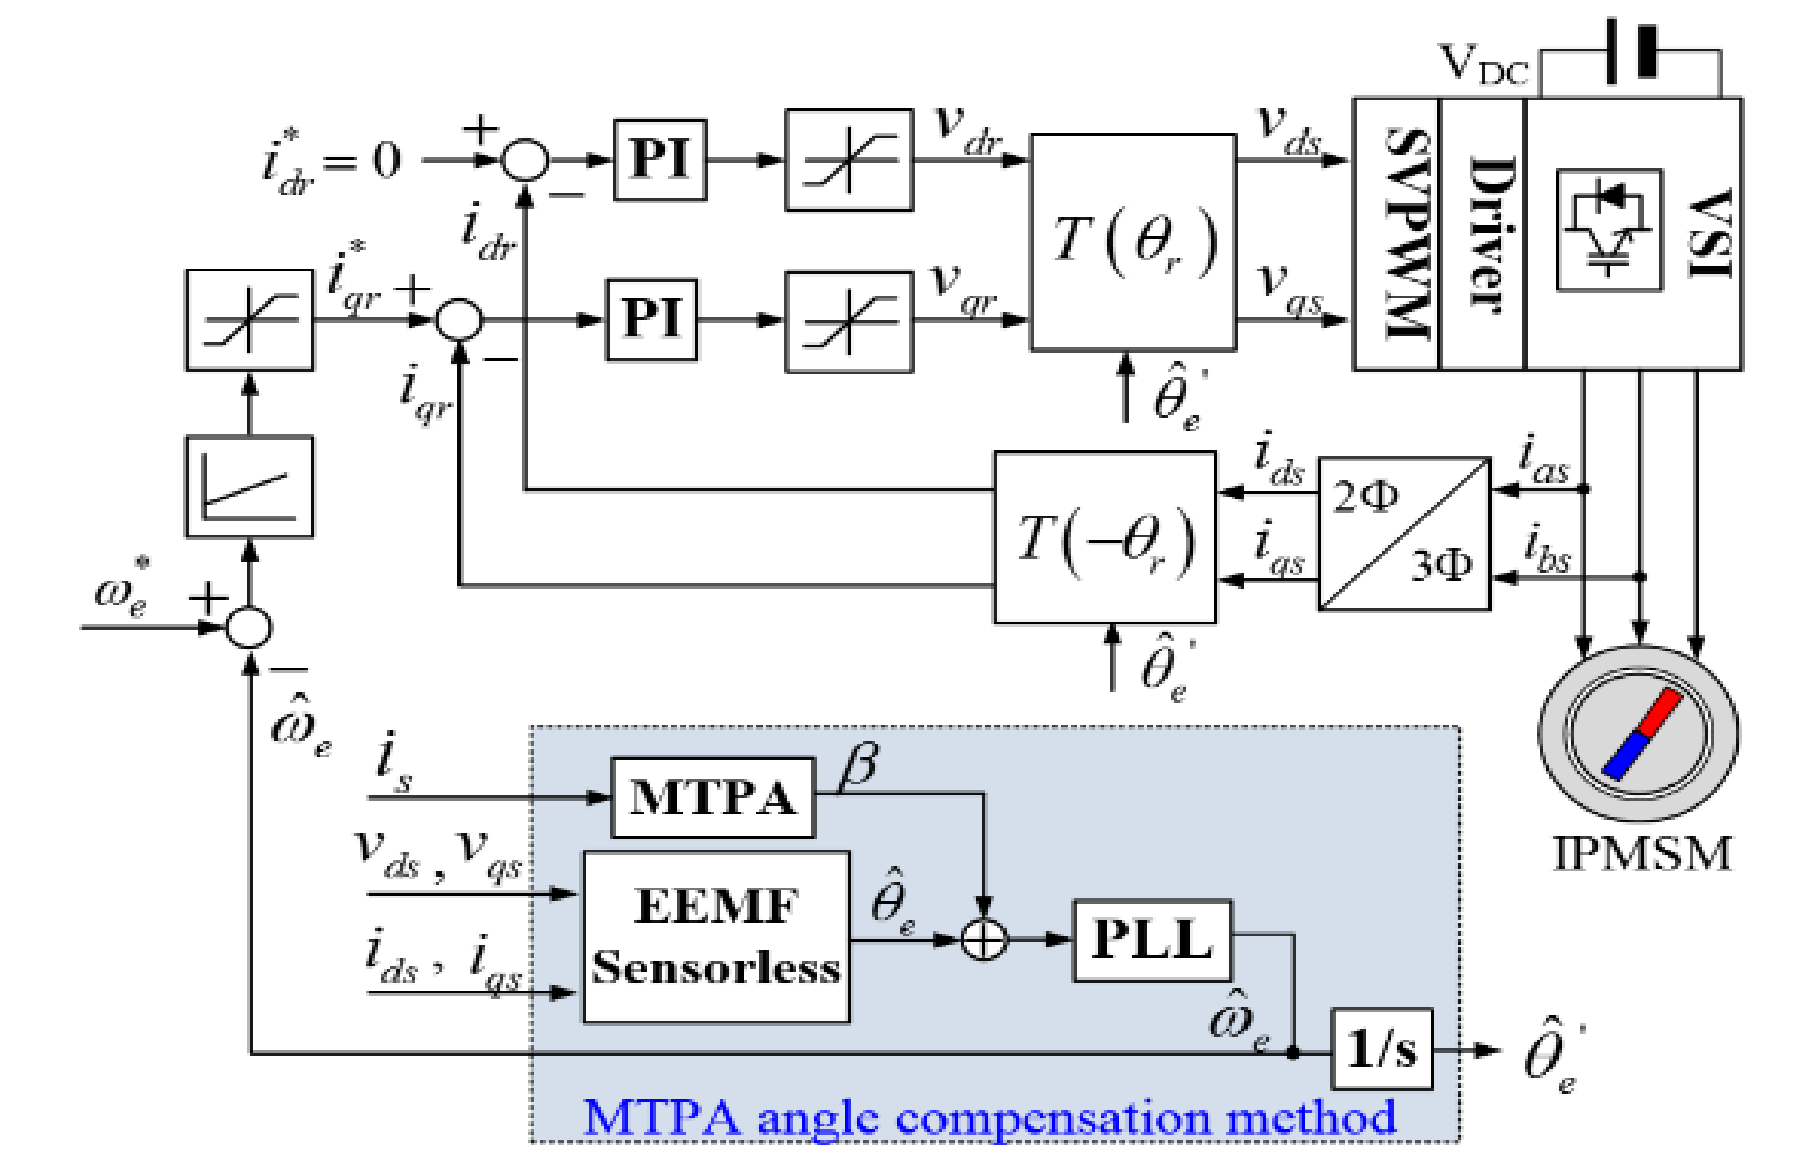 V_DC
i*_dr = 0
+
−
i_dr
PI
v_dr
T(θ_r)
v_ds
SVPWM
Driver
VSI
i*_qr
+
−
i_qr
PI
v_qr
v_qs
θ̂_e'
T(−θ_r)
i_ds
i_qs
2Φ
3Φ
i_as
i_bs
θ̂_e'
ω*_e
+
−
ω̂_e
IPMSM
i_s
MTPA
β
v_ds, v_qs
i_ds, i_qs
EEMF
Sensorless
θ̂_e
PLL
ω̂_e
1/s
θ̂_e'
MTPA angle compensation method